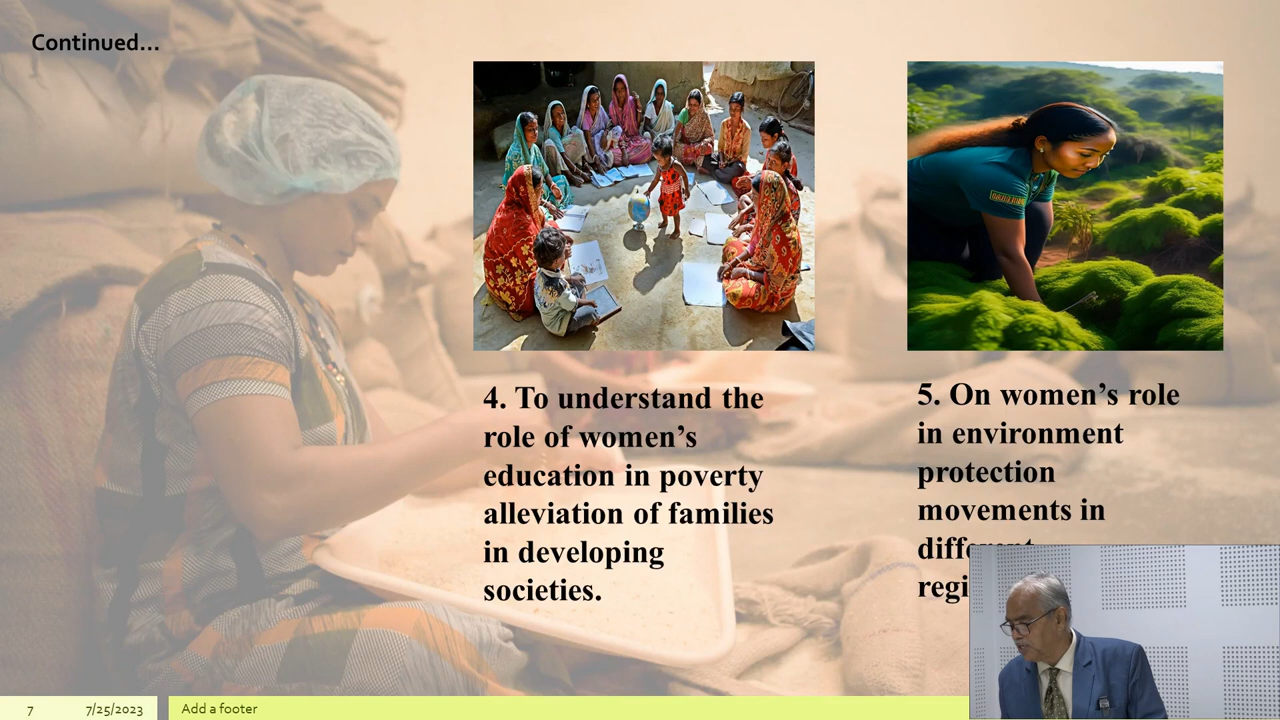 Continued...
4. To understand the
role of women’s
education in poverty
alleviation of families
in developing
societies.
5. On women’s role
in environment
protection
movements in
7
7/25/2023
Add a footer